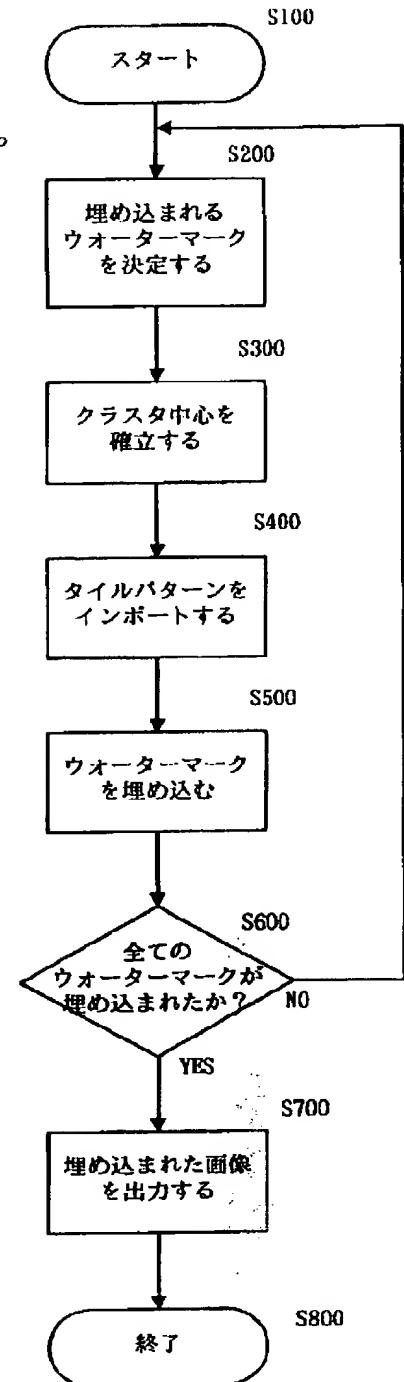 S100
スタート
S200
埋め込まれる
ウォーターマーク
を決定する
S300
クラスタ中心を
確立する
S400
タイルパターンを
インポートする
S500
ウォーターマーク
を埋め込む
S600
全ての
ウォーターマークが
埋め込まれたか?
NO
YES
S700
埋め込まれた画像
を出力する
S800
終了